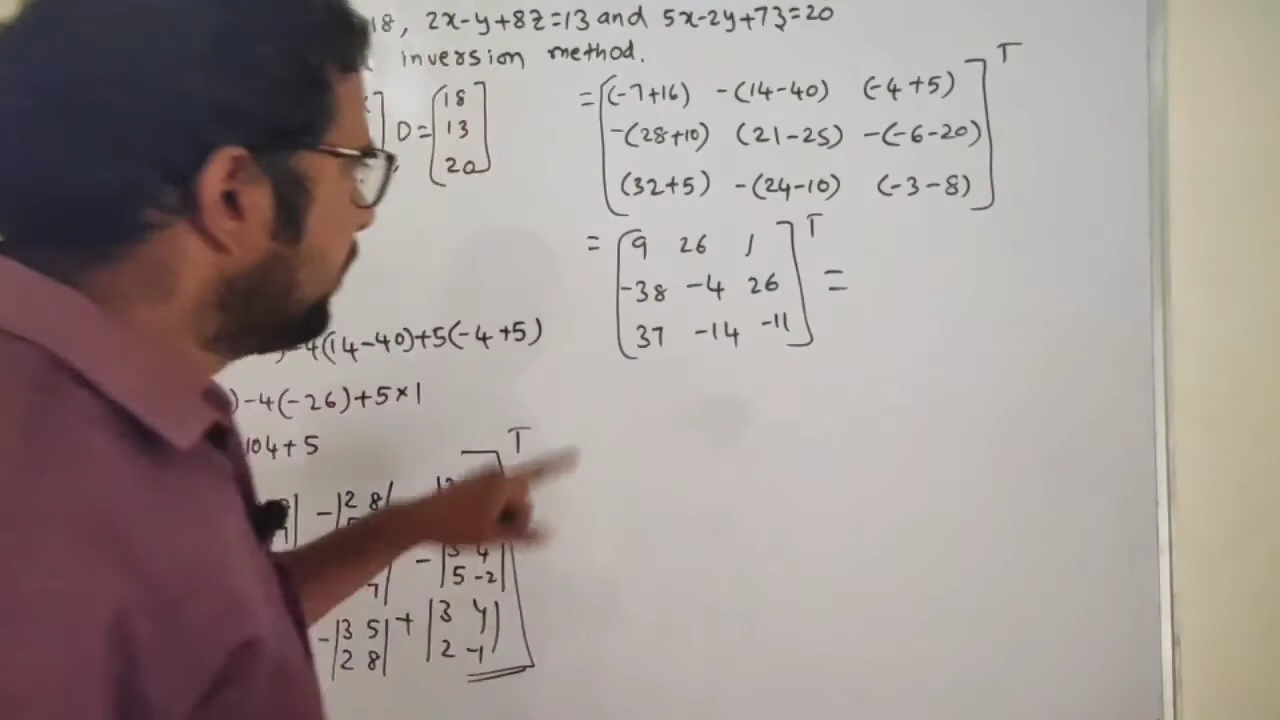 18, 2x-y+8z=13 and 5x-2y+7z=20
inversion method.
D = [18
13
20]
-4(14-40)+5(-4+5)
)-4(-26)+5×1
104+5
-|2 8|
- |3 4
5 -2|
7|
-|3 5
2 8| + |3 4
2 -1|
]T
= [(-7+16) -(14-40) (-4+5)
-(28+10) (21-25) -(-6-20)
(32+5) -(24-10) (-3-8)]T
= [9 26 1
-38 -4 26
37 -14 -11]T =